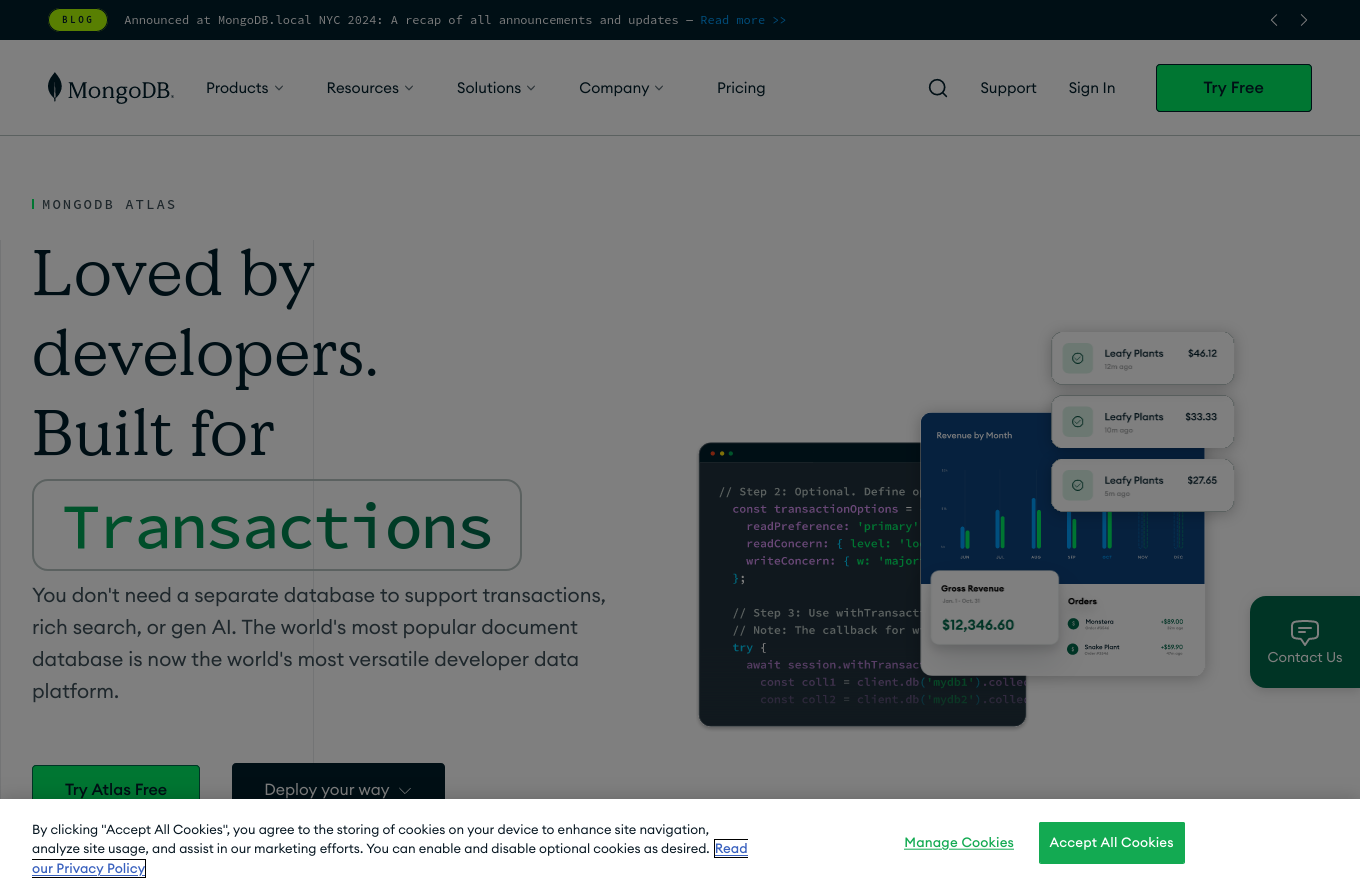 BLOG
Announced at MongoDB.local NYC 2024: A recap of all announcements and updates — Read more >>
MongoDB.
Products
Resources
Solutions
Company
Pricing
Support
Sign In
Try Free
MONGODB ATLAS
Loved by
developers.
Built for
Transactions
You don't need a separate database to support transactions,
rich search, or gen AI. The world's most popular document
database is now the world's most versatile developer data
platform.
Try Atlas Free
Deploy your way
// Step 2: Optional. Define o
const transactionOptions =
readPreference: 'primary'
readConcern: { level: 'lo
writeConcern: { w: 'major
};
// Step 3: Use withTransact
// Note: The callback for w
try {
await session.withTransac
const coll1 = client.db('mydb1').colle
const coll2 = client.db('mydb2').colle
Revenue by Month
JUN JUL AUG SEP OCT NOV DEC
Leafy Plants $46.12
12m ago
Leafy Plants $33.33
10m ago
Leafy Plants $27.65
5m ago
Gross Revenue
Jan. 1 - Oct. 31
$12,346.60
Orders
Monstera +$89.00
Snake Plant +$59.90
Contact Us
By clicking "Accept All Cookies", you agree to the storing of cookies on your device to enhance site navigation,
analyze site usage, and assist in our marketing efforts. You can enable and disable optional cookies as desired. Read
our Privacy Policy
Manage Cookies
Accept All Cookies